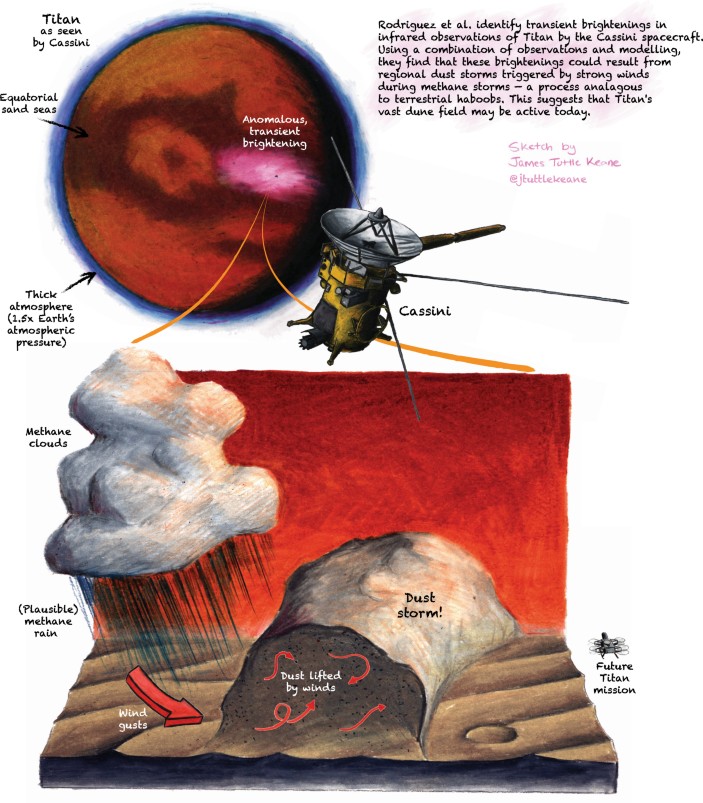 Titan
as seen
by Cassini
Rodriguez et al. identify transient brightenings in
infrared observations of Titan by the Cassini spacecraft.
Using a combination of observations and modelling,
they find that these brightenings could result from
regional dust storms triggered by strong winds
during methane storms – a process analagous
to terrestrial haboobs. This suggests that Titan's
vast dune field may be active today.
Sketch by
James Tuttle Keane
@jtuttlekeane
Equatorial
sand seas
Anomalous,
transient
brightening
Thick
atmosphere
(1.5x Earth's
atmospheric
pressure)
Cassini
Methane
clouds
Dust
storm!
(Plausible)
methane
rain
Dust lifted
by winds
Wind
gusts
Future
Titan
mission